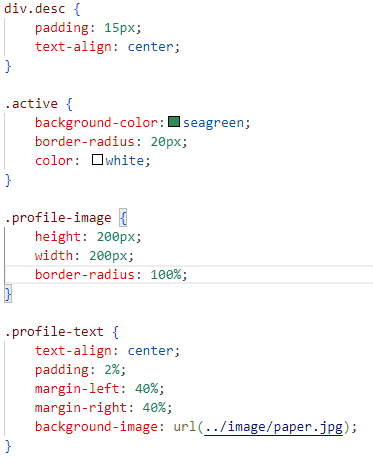 div.desc {
    padding: 15px;
    text-align: center;
}

.active {
    background-color: seagreen;
    border-radius: 20px;
    color: white;
}

.profile-image {
    height: 200px;
    width: 200px;
    border-radius: 100%;
}

.profile-text {
    text-align: center;
    padding: 2%;
    margin-left: 40%;
    margin-right: 40%;
    background-image: url(../image/paper.jpg);
}